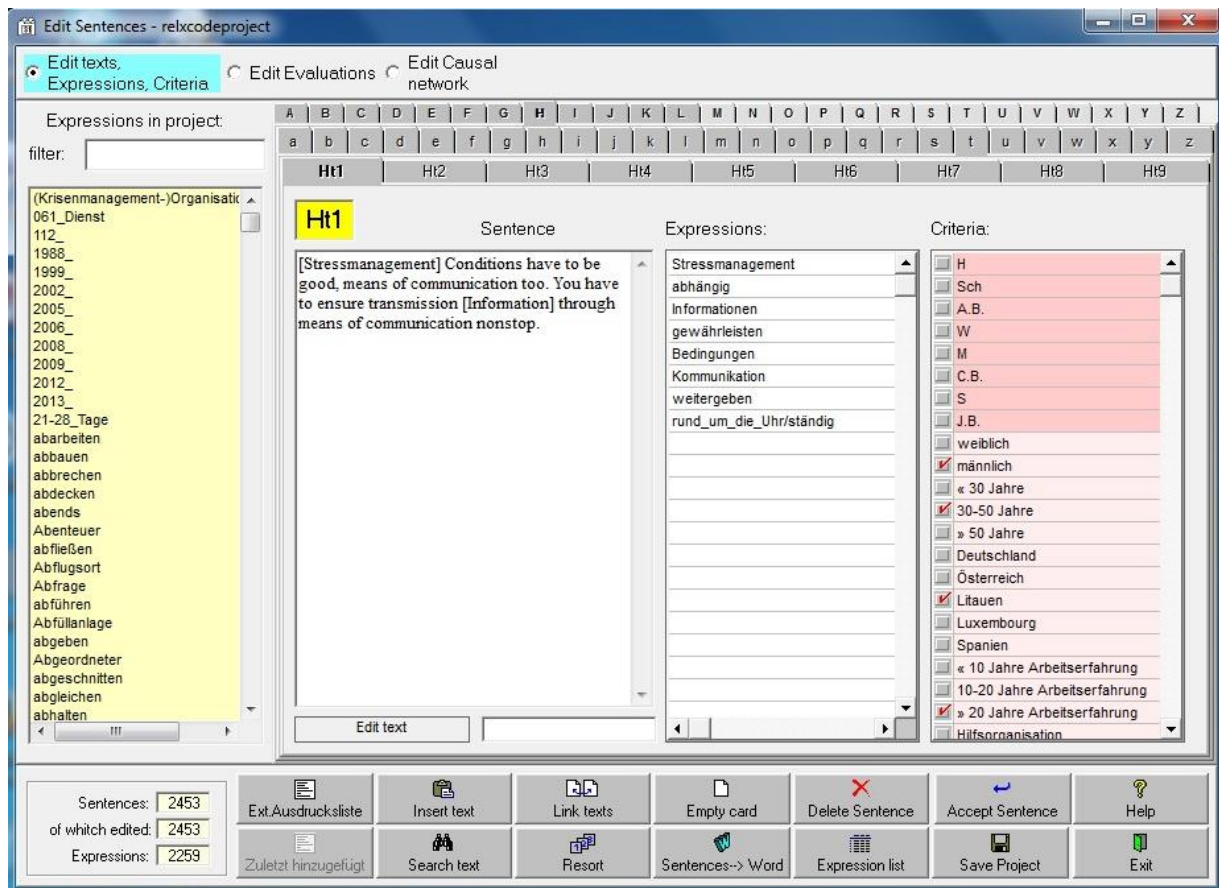 Edit Sentences - relxcodeproject
Edit texts,
Expressions, Criteria
Edit Evaluations
Edit Causal
network
Expressions in project:
filter:
(Krisenmanagement-)Organisatic
061_Dienst
112_
1988_
1999_
2002_
2005_
2006_
2008_
2009_
2012_
2013_
21-28_Tage
abarbeiten
abbauen
abbrechen
abdecken
abends
Abenteuer
abfließen
Abflugsort
Abfrage
abführen
Abfüllanlage
abgeben
Abgeordneter
abgeschnitten
abgleichen
abhalten
A B C D E F G H I J K L M N O P Q R S T U V W X Y Z
a b c d e f g h i j k l m n o p q r s t u v w x y z
Ht1 Ht2 Ht3 Ht4 Ht5 Ht6 Ht7 Ht8 Ht9
Ht1
Sentence
[Stressmanagement] Conditions have to be
good, means of communication too. You have
to ensure transmission [Information] through
means of communication nonstop.
Edit text
Expressions:
Stressmanagement
abhängig
Informationen
gewährleisten
Bedingungen
Kommunikation
weitergeben
rund_um_die_Uhr/ständig
Criteria:
H
Sch
A.B.
W
M
C.B.
S
J.B.
weiblich
männlich
« 30 Jahre
30-50 Jahre
» 50 Jahre
Deutschland
Österreich
Litauen
Luxembourg
Spanien
« 10 Jahre Arbeitserfahrung
10-20 Jahre Arbeitserfahrung
» 20 Jahre Arbeitserfahrung
Hilfsorganisation
Sentences: 2453
of whitch edited: 2453
Expressions: 2259
Ext.Ausdrucksliste Insert text Link texts Empty card Delete Sentence Accept Sentence Help
Zuletzt hinzugefügt Search text Resort Sentences--> Word Expression list Save Project Exit